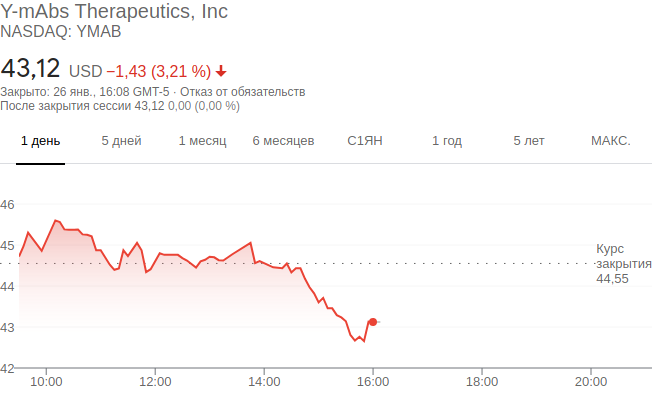 Y-mAbs Therapeutics, Inc
NASDAQ: YMAB
43,12 USD −1,43 (3,21 %)
Закрыто: 26 янв., 16:08 GMT-5 · Отказ от обязательств
После закрытия сессии 43,12 0,00 (0,00 %)
1 день 5 дней 1 месяц 6 месяцев С1ЯН 1 год 5 лет МАКС.
46
45
44
43
42
Курс
закрытия
44,55
10:00 12:00 14:00 16:00 18:00 20:00